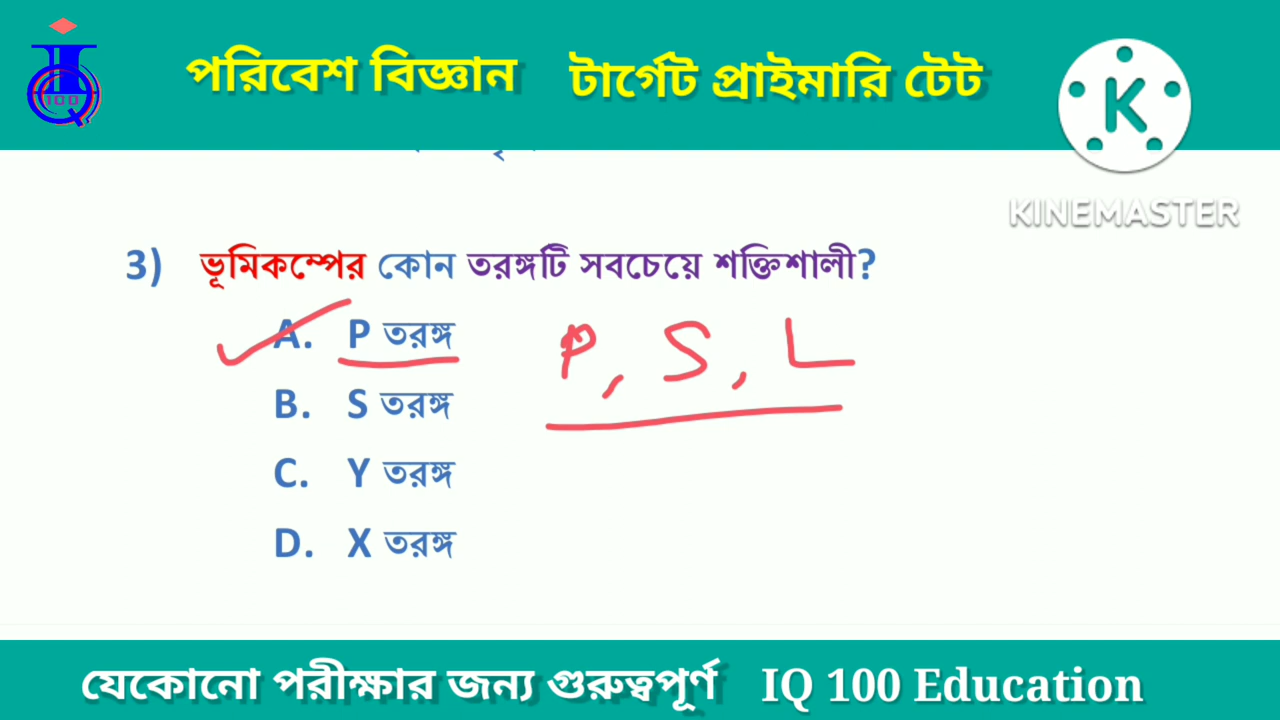 পরিবেশ বিজ্ঞান টার্গেট প্রাইমারি টেট
100
K
KINEMASTER
3) ভূমিকম্পের কোন তরঙ্গটি সবচেয়ে শক্তিশালী?
A. P তরঙ্গ
P, S, L
B. S তরঙ্গ
C. Y তরঙ্গ
D. X তরঙ্গ
যেকোনো পরীক্ষার জন্য গুরুত্বপূর্ণ IQ 100 Education